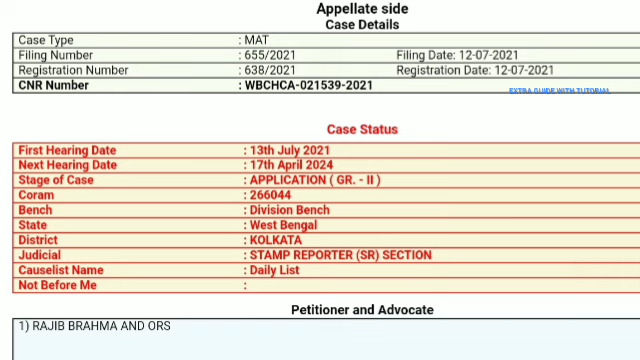 Appellate side
Case Details
Case Type : MAT
Filing Number : 655/2021 Filing Date: 12-07-2021
Registration Number : 638/2021 Registration Date: 12-07-2021
CNR Number : WBCHCA-021539-2021
EXTRA GUIDE WITH TUTORIAL
Case Status
First Hearing Date : 13th July 2021
Next Hearing Date : 17th April 2024
Stage of Case : APPLICATION ( GR. - II )
Coram : 266044
Bench : Division Bench
State : West Bengal
District : KOLKATA
Judicial : STAMP REPORTER (SR) SECTION
Causelist Name : Daily List
Not Before Me :
Petitioner and Advocate
1) RAJIB BRAHMA AND ORS